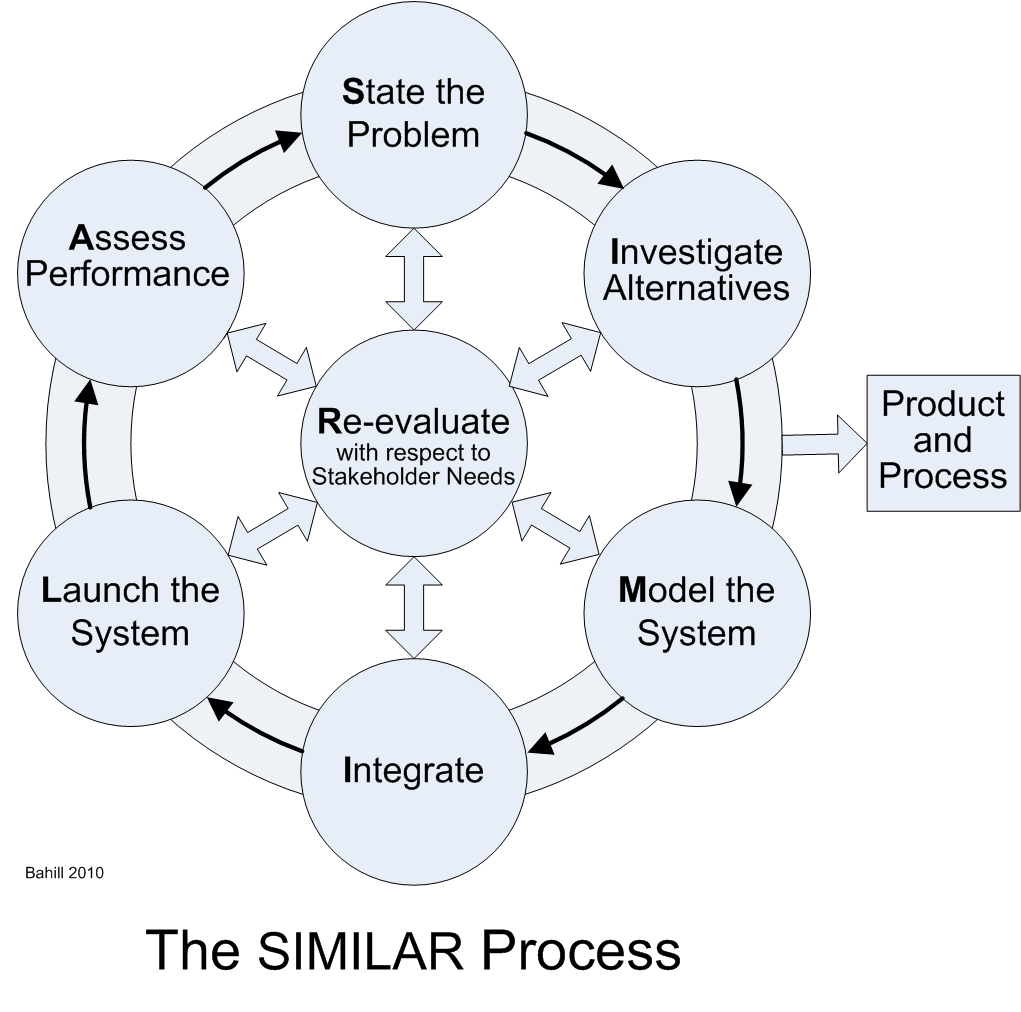 State the
Problem
Investigate
Alternatives
Assess
Performance
Re-evaluate
with respect to
Stakeholder Needs
Product
and
Process
Model the
System
Launch the
System
Integrate
Bahill 2010
The SIMILAR Process